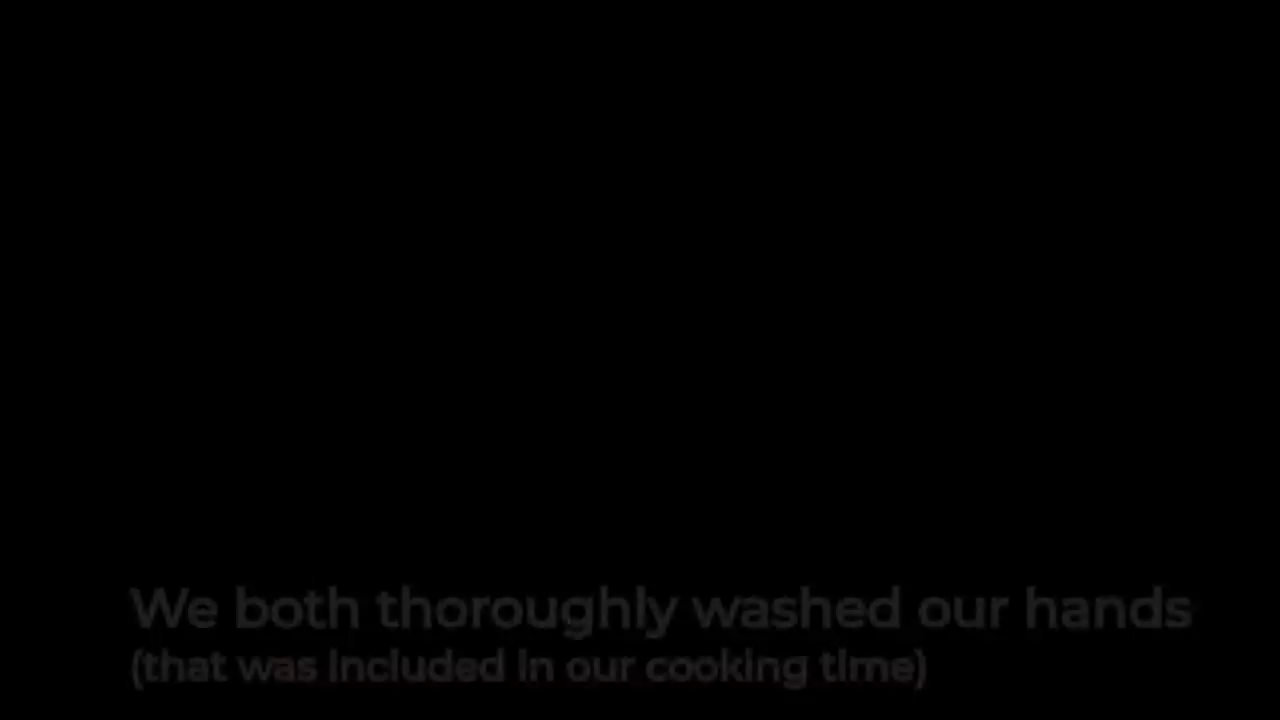 We both thoroughly washed our hands
(that was included in our cooking time)